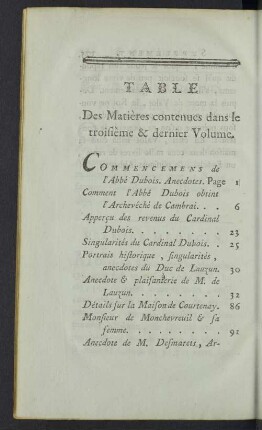 TABLE
Des Matières contenues dans le
troisième & dernier Volume.
COMMENCEMENS de
l'Abbé Dubois. Anecdotes. Page 1
Comment l'Abbé Dubois obtint
l'Archevêché de Cambrai. . . 6
Apperçu des revenus du Cardinal
Dubois. . . . . . . . . 23
Singularités du Cardinal Dubois. . 25
Portrais historique, singularités,
anecdotes du Duc de Lauzun. 30
Anecdote & plaisanterie de M. de
Lauzun. . . . . . . . . 32
Détails sur la Maison de Courtenay. 86
Monsieur de Monchevreuil & sa
femme. . . . . . . . . 91
Anecdote de M. Desmarets, Ar-